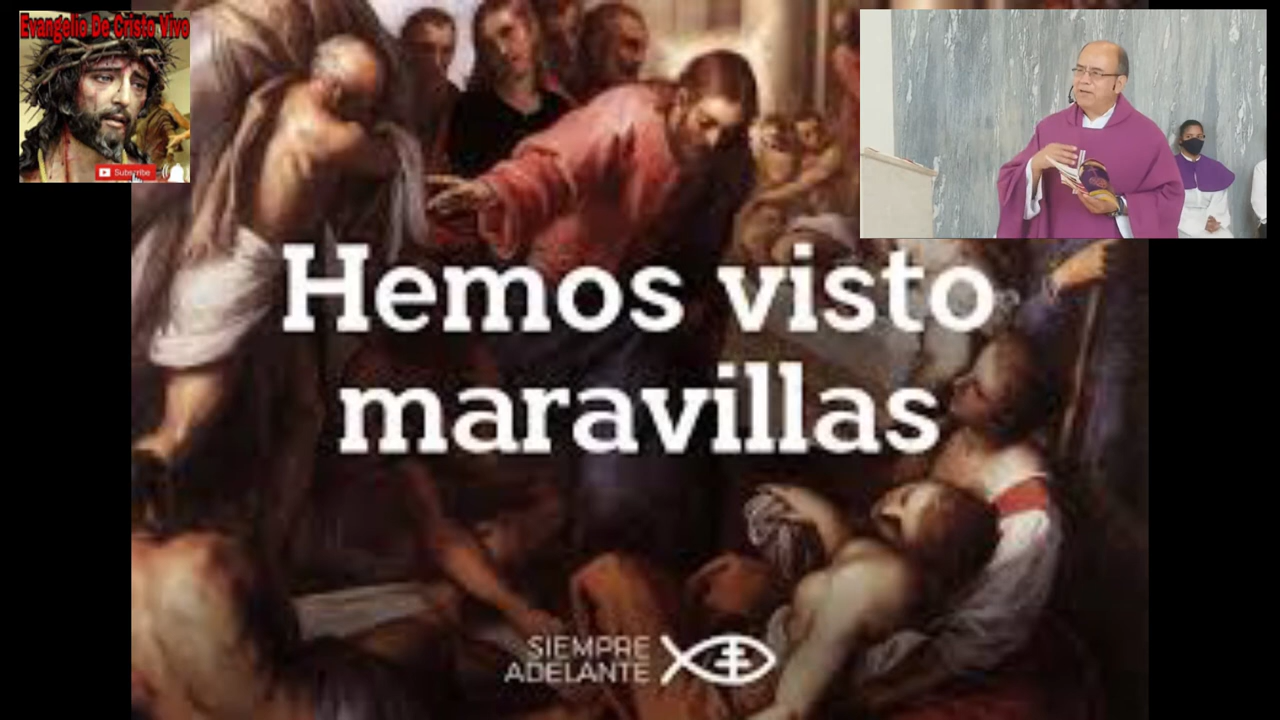 Evangelio De Cristo Vivo
Subscribe
Hemos visto
maravillas
SIEMPRE
ADELANTE